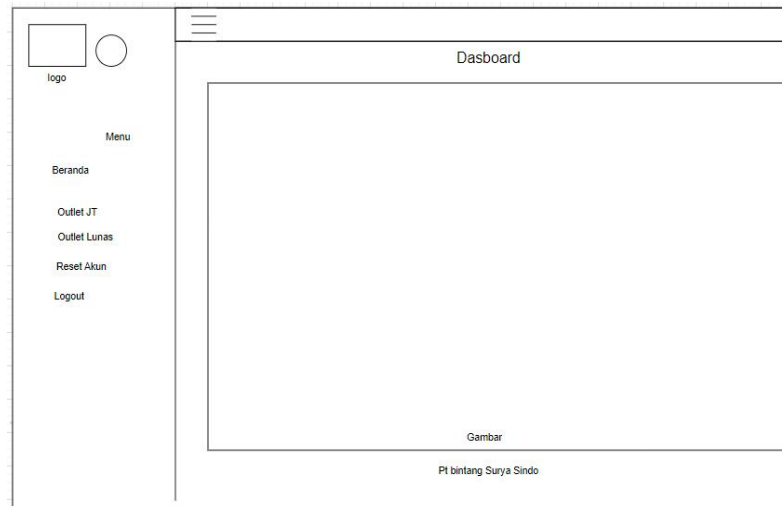 logo
Menu
Beranda
Outlet JT
Outlet Lunas
Reset Akun
Logout
Dasboard
Gambar
Pt bintang Surya Sindo